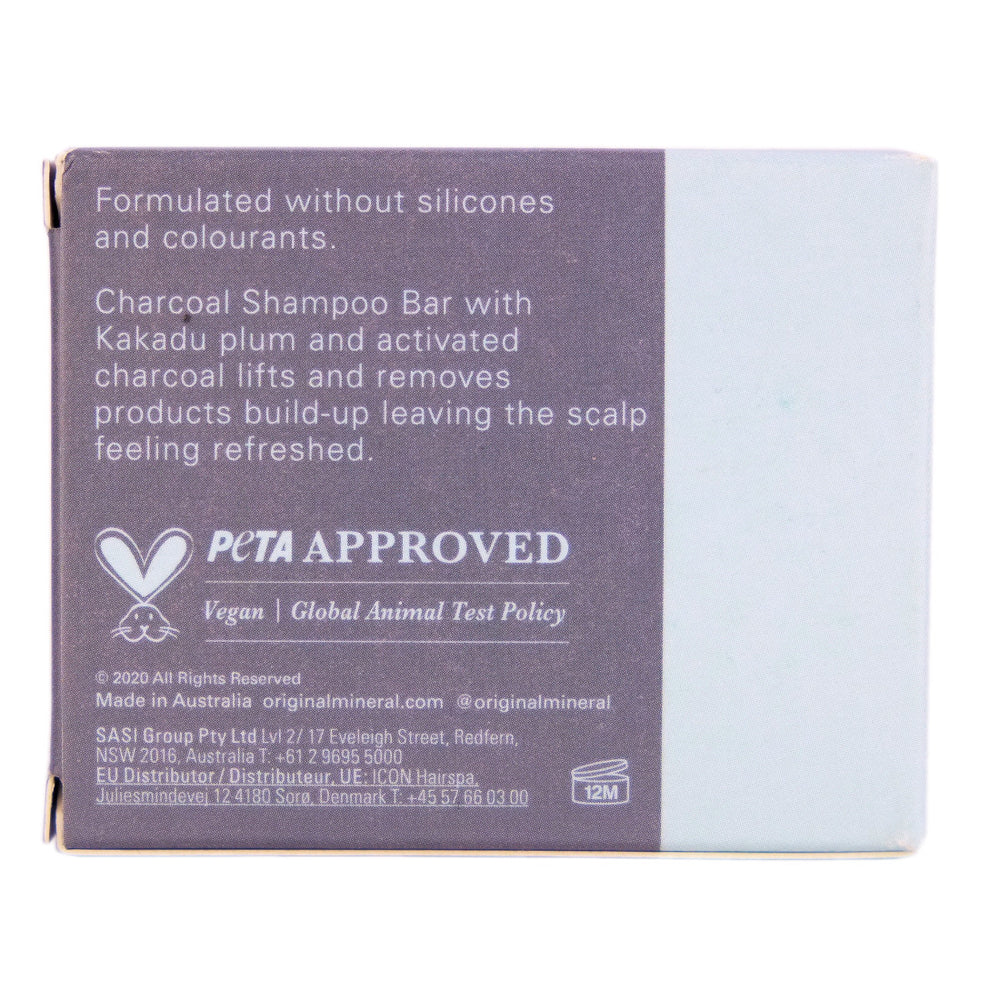 Formulated without silicones
and colourants.
Charcoal Shampoo Bar with
Kakadu plum and activated
charcoal lifts and removes
products build-up leaving the scalp
feeling refreshed.
PeTA APPROVED
Vegan | Global Animal Test Policy
© 2020 All Rights Reserved
Made in Australia originalmineral.com @originalmineral
SASI Group Pty Ltd Lvl 2/ 17 Eveleigh Street, Redfern,
NSW 2016, Australia T: +61 2 9695 5000
EU Distributor / Distributeur, UE: ICON Hairspa,
Juliesmindevej 12 4180 Sorø, Denmark T: +45 57 66 03 00
12M